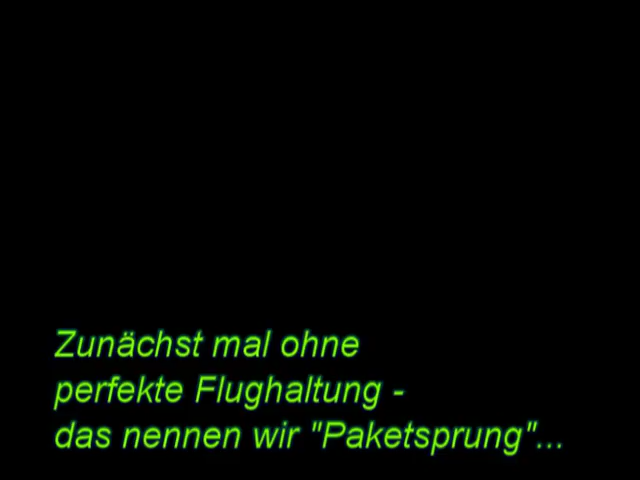 Zunächst mal ohne
perfekte Flughaltung -
das nennen wir "Paketsprung"...